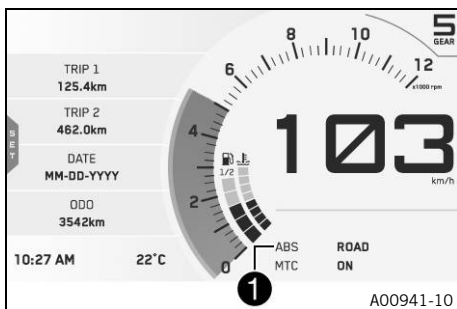 5
GEAR
TRIP 1
125.4km
TRIP 2
462.0km
DATE
MM-DD-YYYY
ODO
3542km
10:27 AM 22°C
SET
0
2
4
6
8
10
12
x1000 rpm
1/2
103
km/h
ABS ROAD
MTC ON
1
A00941-10